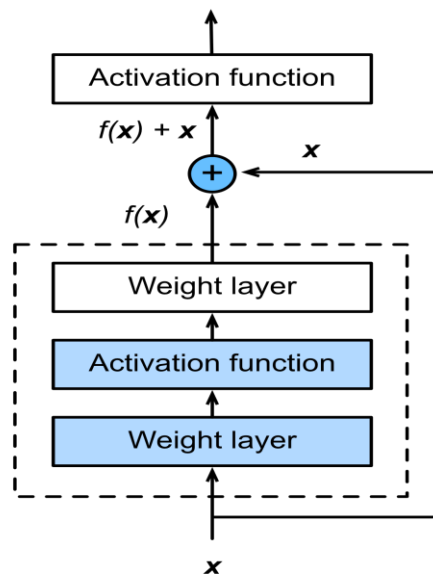 Activation function
f(x) + x
x
+
f(x)
Weight layer
Activation function
Weight layer
x